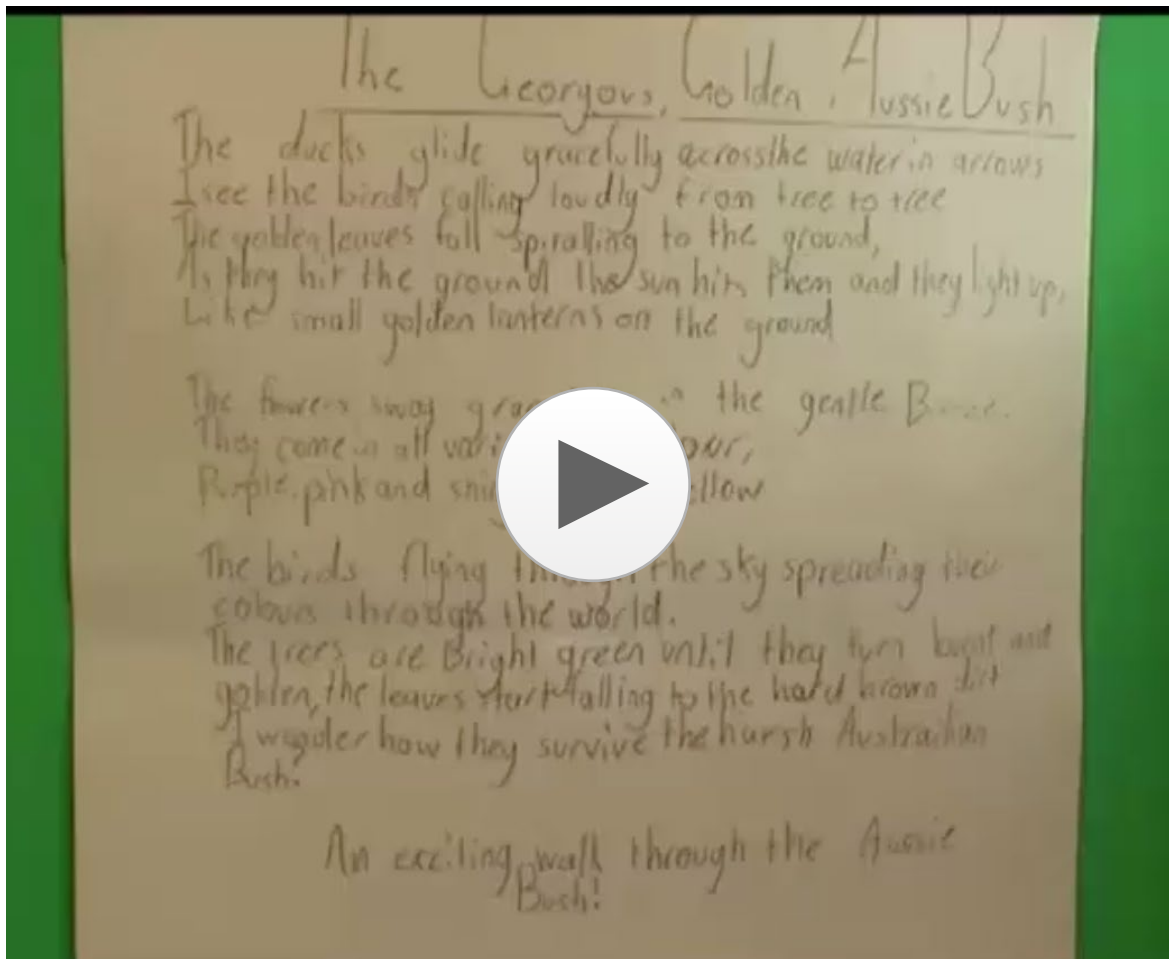 The Georgous, Golden, Aussie Bush
The ducks glide gracefully across the water in arrows
I see the birds calling loudly from tree to tree
The golden leaves fall spiralling to the ground,
As they hit the ground the sun hits them and they light up,
Like small golden lanterns on the ground
The flowers sway in the gentle
They come in all
Purple, pink and
The birds flying through the sky spreading their
colours through the world.
The trees are Bright green until they turn burnt and
golden, the leaves start falling to the hard brown dirt
I wonder how they survive the harsh Australian
Bush?
An exciting walk through the Aussie
Bush!